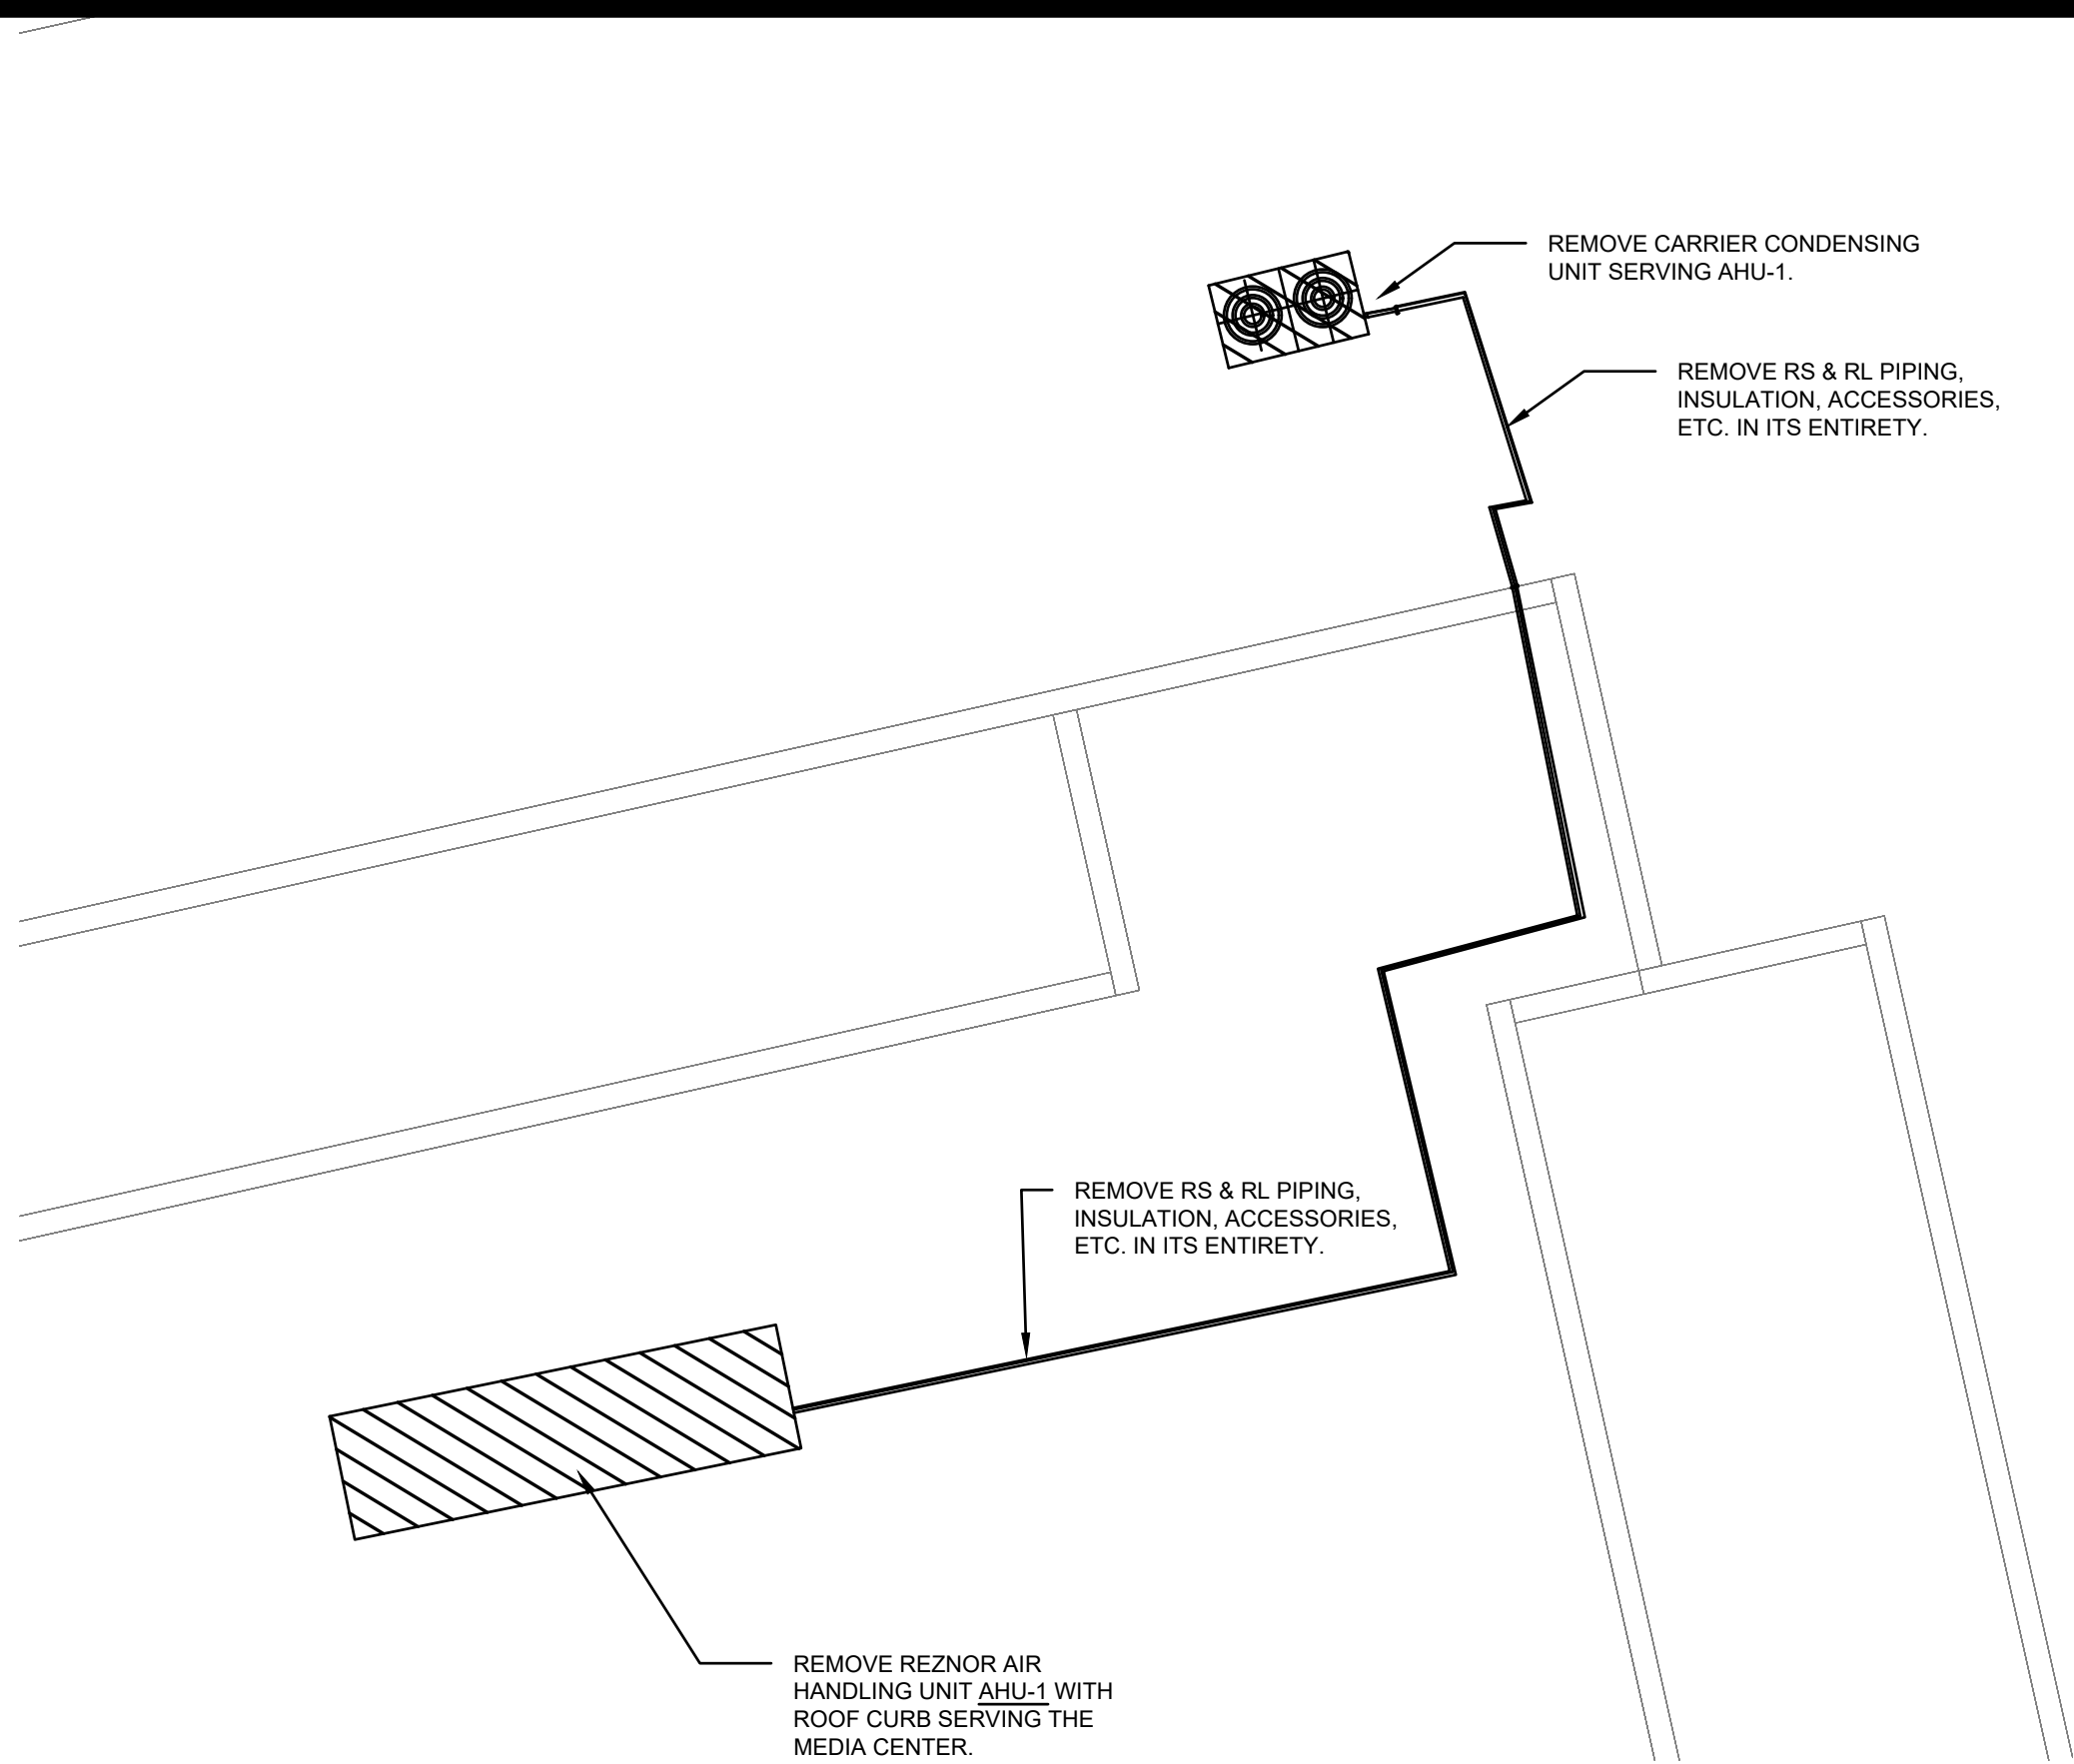 REMOVE CARRIER CONDENSING
UNIT SERVING AHU-1.
REMOVE RS & RL PIPING,
INSULATION, ACCESSORIES,
ETC. IN ITS ENTIRETY.
REMOVE RS & RL PIPING,
INSULATION, ACCESSORIES,
ETC. IN ITS ENTIRETY.
REMOVE REZNOR AIR
HANDLING UNIT AHU-1 WITH
ROOF CURB SERVING THE
MEDIA CENTER.